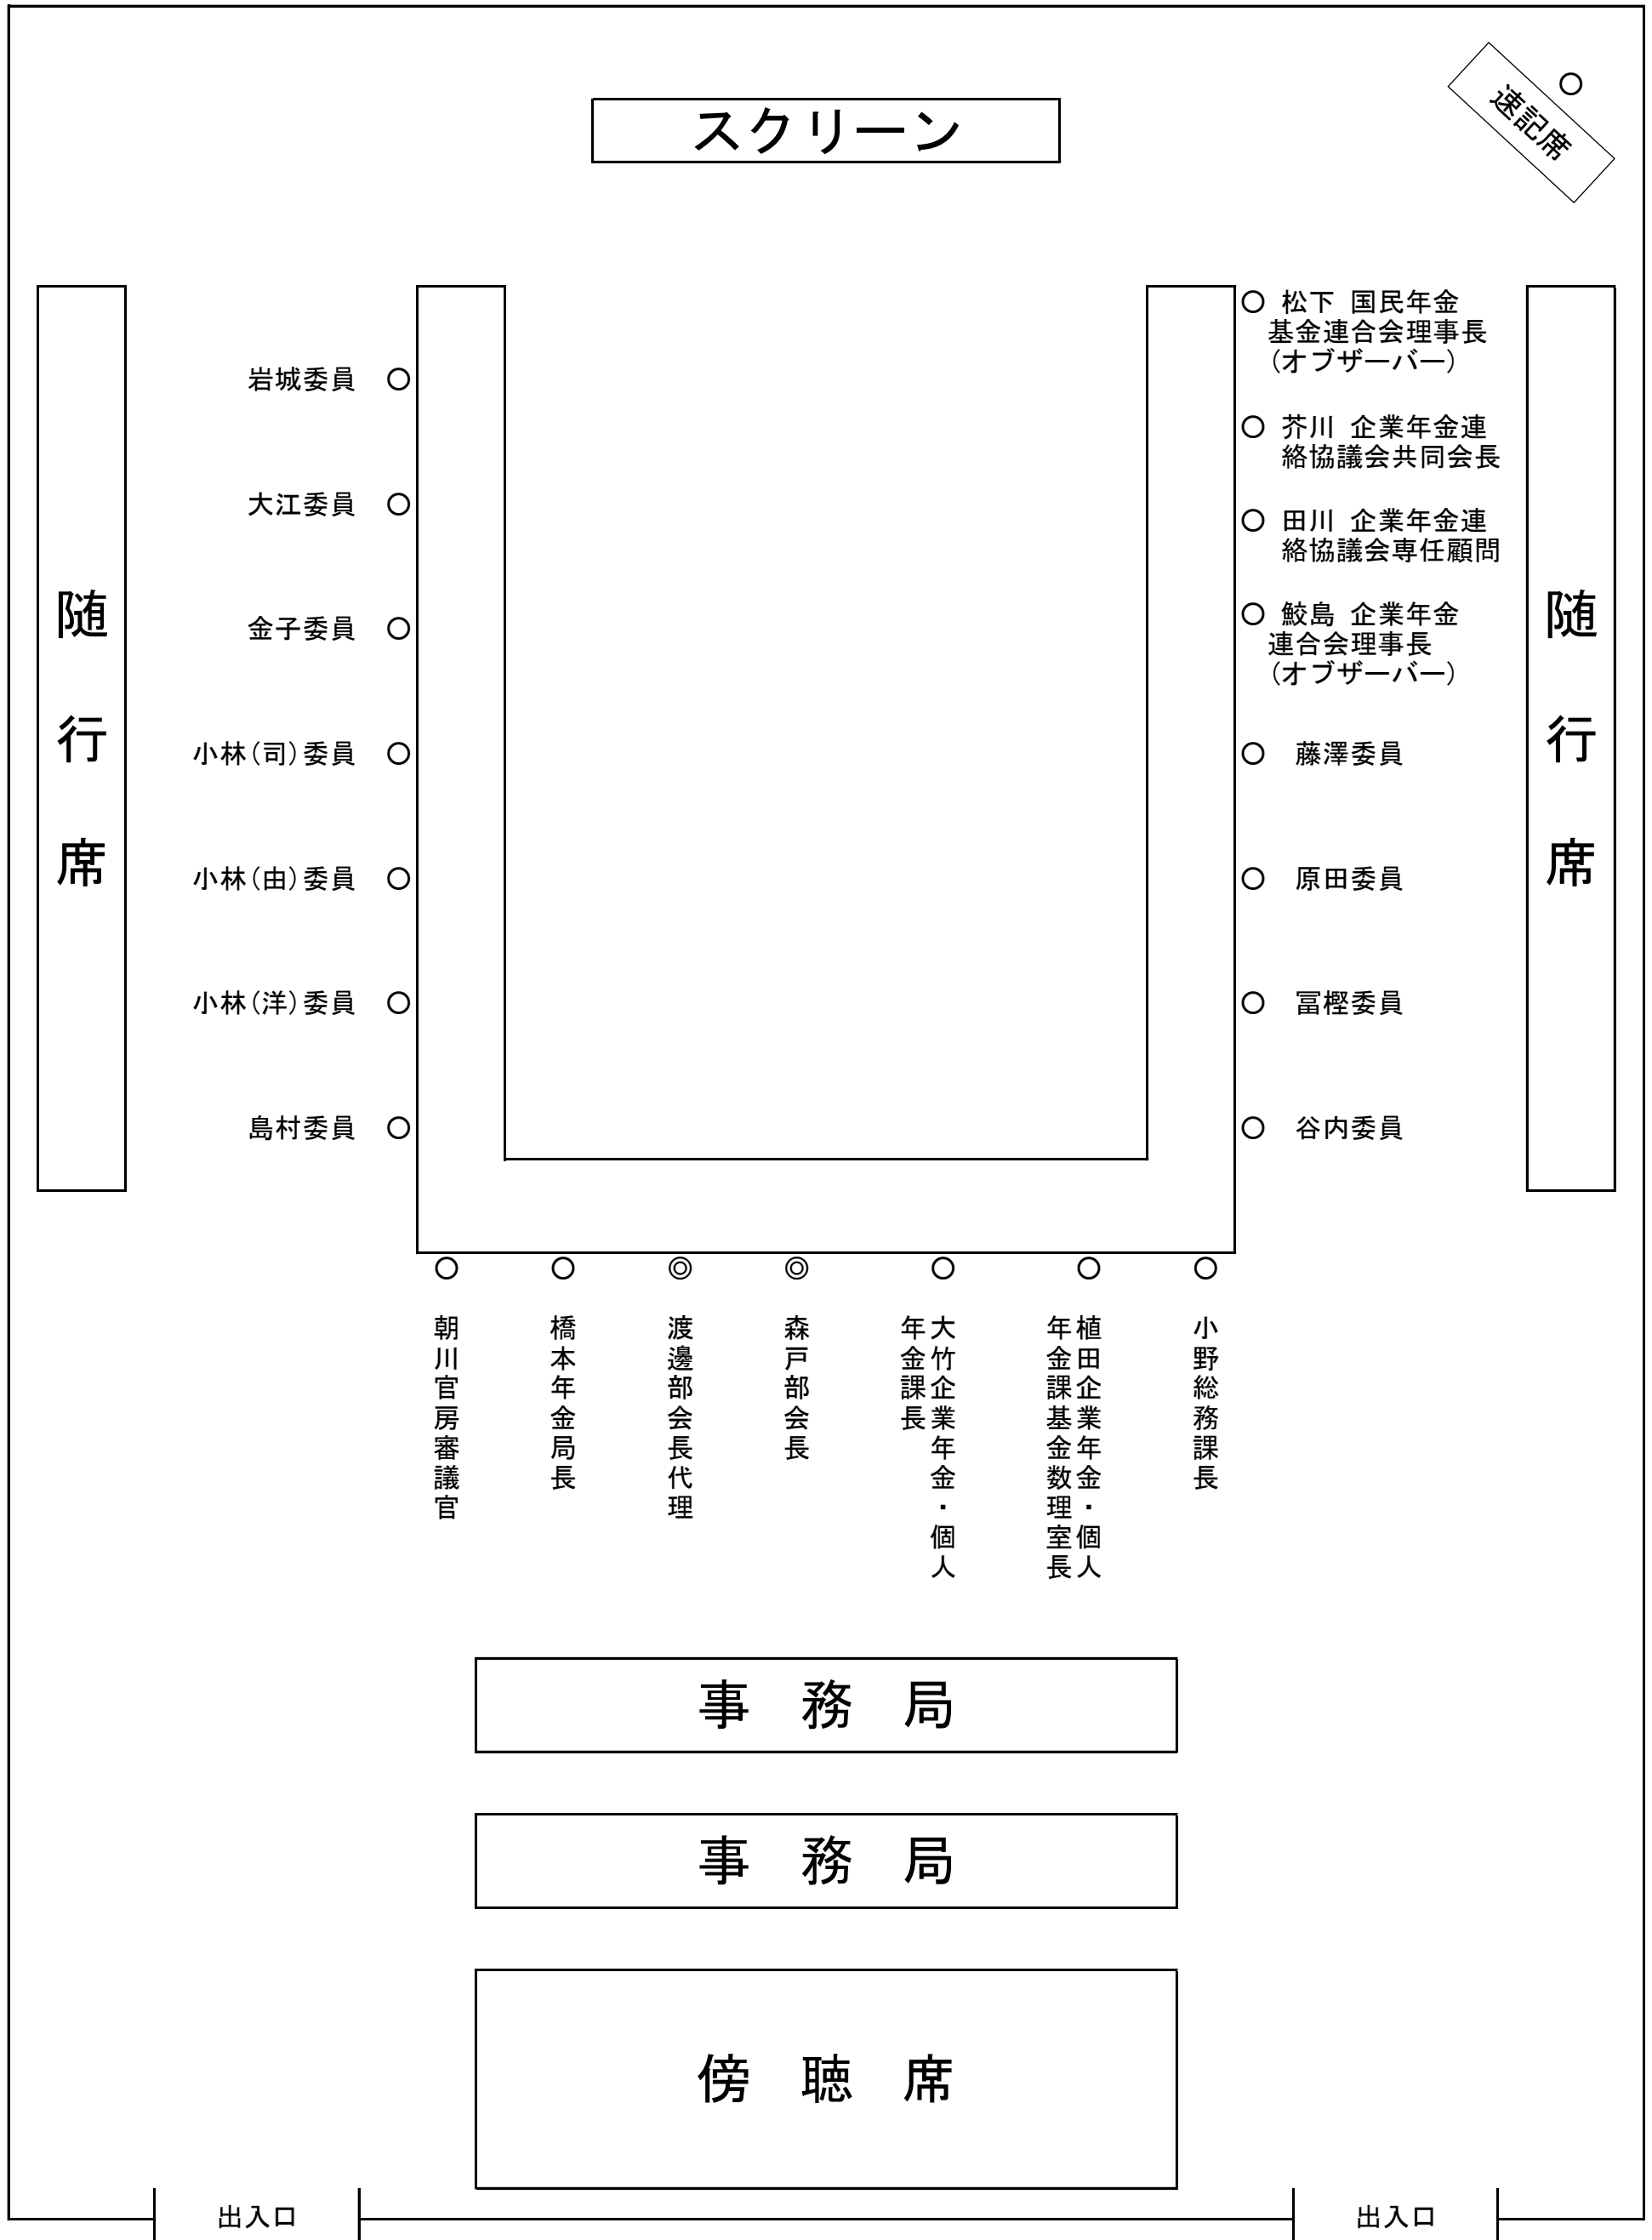 スクリーン
速記席
随行席
岩城委員
大江委員
金子委員
小林（司）委員
小林（由）委員
小林（洋）委員
島村委員
松下 国民年金
基金連合会理事長
（オブザーバー）
芥川 企業年金連
絡協議会共同会長
田川 企業年金連
絡協議会専任顧問
鮫島 企業年金
連合会理事長
（オブザーバー）
藤澤委員
原田委員
冨樫委員
谷内委員
随行席
朝川官房審議官
橋本年金局長
渡邊部会長代理
森戸部会長
大竹企業年金・個人
年金課長
植田企業年金・個人
年金課基金数理室長
小野総務課長
事務局
事務局
傍聴席
出入口
出入口